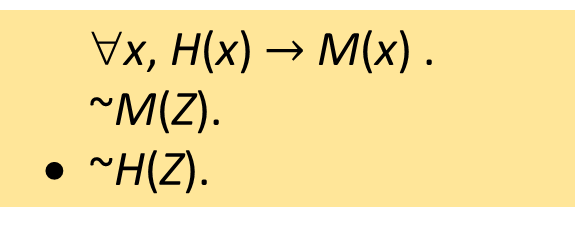 ∀x, H(x) → M(x) .
~M(Z).
• ~H(Z).